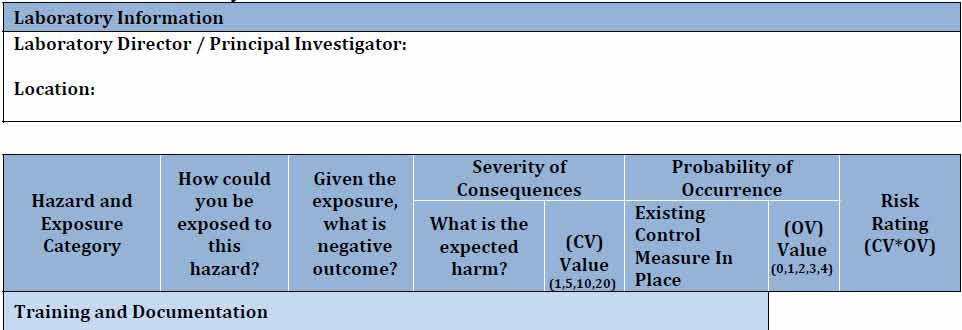 Laboratory Information
Laboratory Director / Principal Investigator:
Location:
Hazard and
Exposure
Category
How could
you be
exposed to
this
hazard?
Given the
exposure,
what is
negative
outcome?
Severity of
Consequences
What is the
expected
harm?
(CV)
Value
(1,5,10,20)
Probability of
Occurrence
Existing
Control
Measure In
Place
(OV)
Value
(0,1,2,3,4)
Risk
Rating
(CV*OV)
Training and Documentation